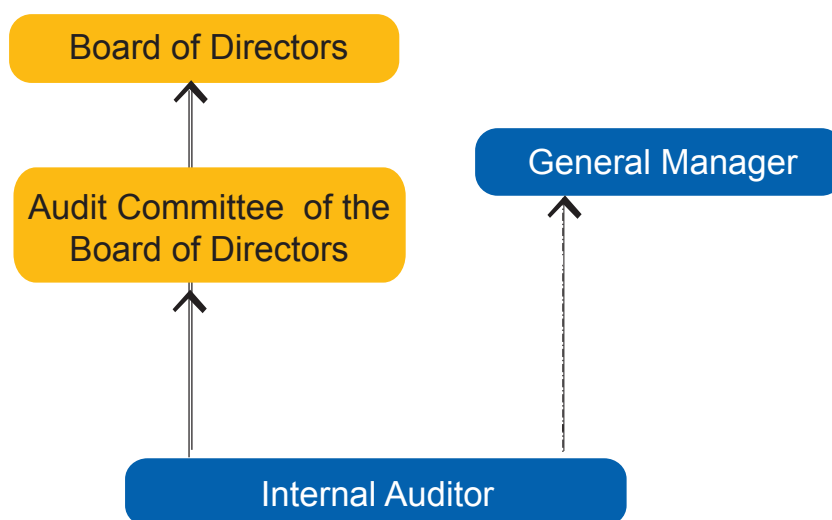 Board of Directors
General Manager
Audit Committee of the
Board of Directors
Internal Auditor